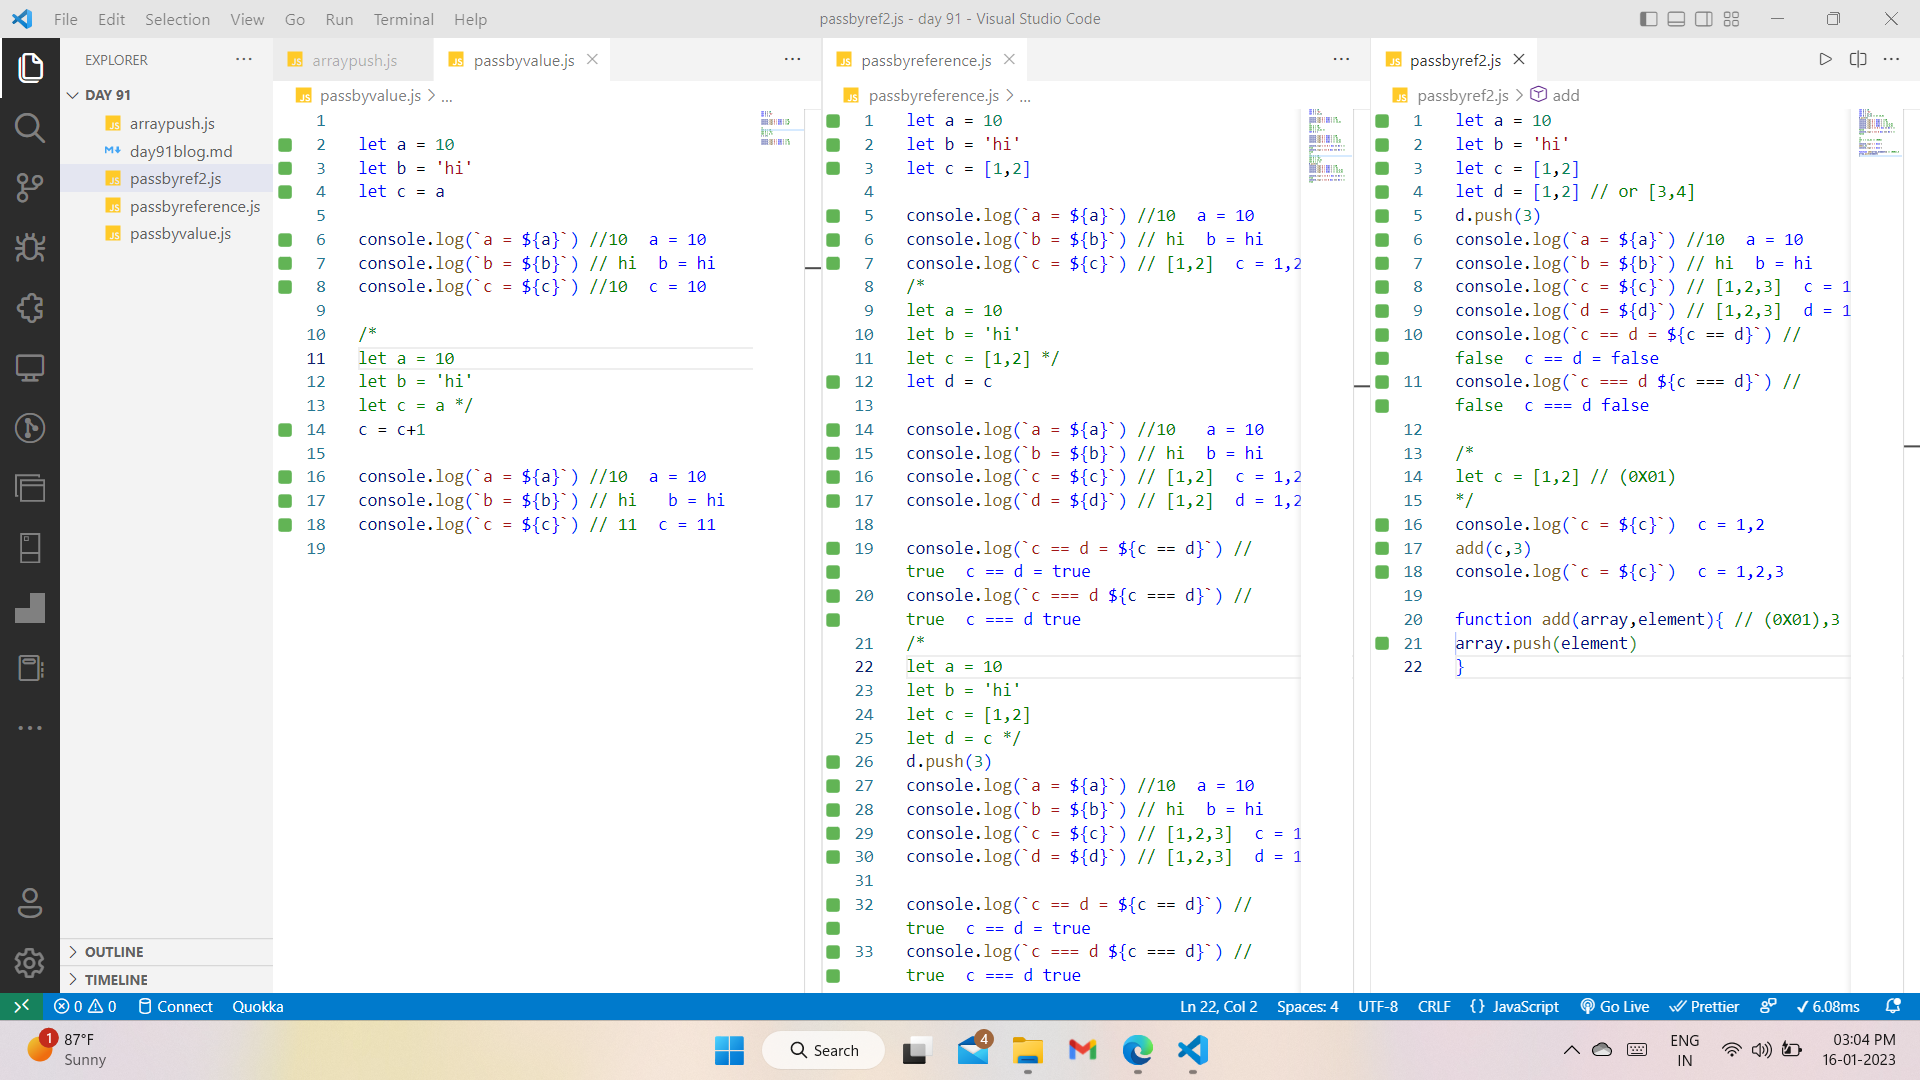 File Edit Selection View Go Run Terminal Help
passbyref2.js - day 91 - Visual Studio Code
EXPLORER
DAY 91
arraypush.js
day91blog.md
passbyref2.js
passbyreference.js
passbyvalue.js
OUTLINE
TIMELINE
arraypush.js
passbyvalue.js
passbyvalue.js > ...
1
2 let a = 10
3 let b = 'hi'
4 let c = a
5
6 console.log(`a = ${a}`) //10 a = 10
7 console.log(`b = ${b}`) // hi b = hi
8 console.log(`c = ${c}`) //10 c = 10
9
10 /*
11 let a = 10
12 let b = 'hi'
13 let c = a */
14 c = c+1
15
16 console.log(`a = ${a}`) //10 a = 10
17 console.log(`b = ${b}`) // hi b = hi
18 console.log(`c = ${c}`) // 11 c = 11
19
passbyreference.js
passbyreference.js > ...
1 let a = 10
2 let b = 'hi'
3 let c = [1,2]
4
5 console.log(`a = ${a}`) //10 a = 10
6 console.log(`b = ${b}`) // hi b = hi
7 console.log(`c = ${c}`) // [1,2] c = 1,2
8 /*
9 let a = 10
10 let b = 'hi'
11 let c = [1,2] */
12 let d = c
13
14 console.log(`a = ${a}`) //10 a = 10
15 console.log(`b = ${b}`) // hi b = hi
16 console.log(`c = ${c}`) // [1,2] c = 1,2
17 console.log(`d = ${d}`) // [1,2] d = 1,2
18
19 console.log(`c == d = ${c == d}`) //
true c == d = true
20 console.log(`c === d ${c === d}`) //
true c === d true
21 /*
22 let a = 10
23 let b = 'hi'
24 let c = [1,2]
25 let d = c */
26 d.push(3)
27 console.log(`a = ${a}`) //10 a = 10
28 console.log(`b = ${b}`) // hi b = hi
29 console.log(`c = ${c}`) // [1,2,3] c = 1
30 console.log(`d = ${d}`) // [1,2,3] d = 1
31
32 console.log(`c == d = ${c == d}`) //
true c == d = true
33 console.log(`c === d ${c === d}`) //
true c === d true
passbyref2.js
passbyref2.js > add
1 let a = 10
2 let b = 'hi'
3 let c = [1,2]
4 let d = [1,2] // or [3,4]
5 d.push(3)
6 console.log(`a = ${a}`) //10 a = 10
7 console.log(`b = ${b}`) // hi b = hi
8 console.log(`c = ${c}`) // [1,2,3] c = 1
9 console.log(`d = ${d}`) // [1,2,3] d = 1
10 console.log(`c == d = ${c == d}`) //
false c == d = false
11 console.log(`c === d ${c === d}`) //
false c === d false
12
13 /*
14 let c = [1,2] // (0X01)
15 */
16 console.log(`c = ${c}`) c = 1,2
17 add(c,3)
18 console.log(`c = ${c}`) c = 1,2,3
19
20 function add(array,element){ // (0X01),3
21 array.push(element)
22 }
0 0 Connect Quokka
Ln 22, Col 2 Spaces: 4 UTF-8 CRLF {} JavaScript Go Live Prettier 6.08ms
1
87°F
Sunny
Search
4
ENG
IN
03:04 PM
16-01-2023